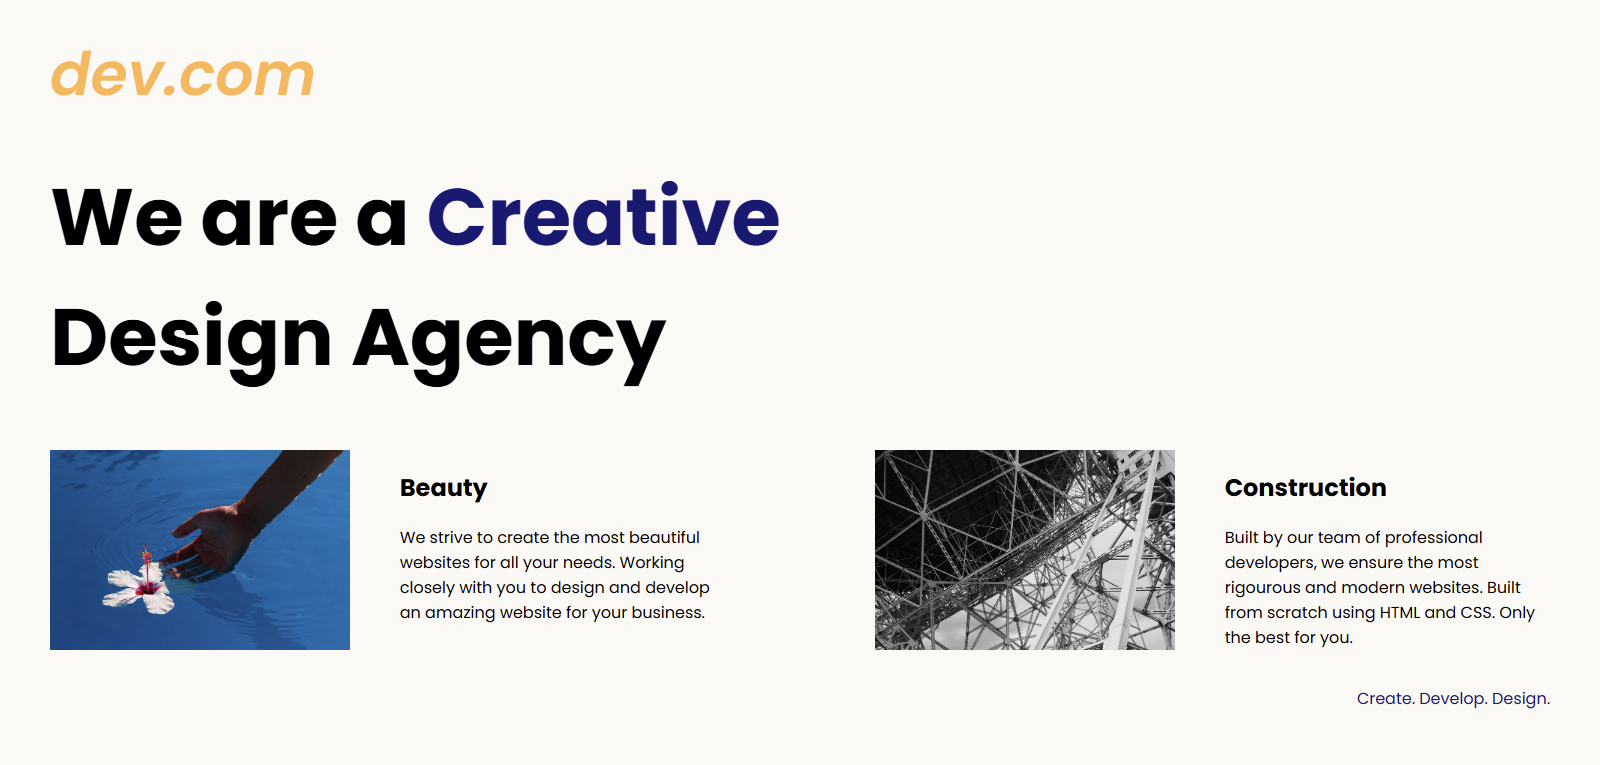 dev.com
We are a Creative
Design Agency
Beauty
We strive to create the most beautiful
websites for all your needs. Working
closely with you to design and develop
an amazing website for your business.
Construction
Built by our team of professional
developers, we ensure the most
rigourous and modern websites. Built
from scratch using HTML and CSS. Only
the best for you.
Create. Develop. Design.